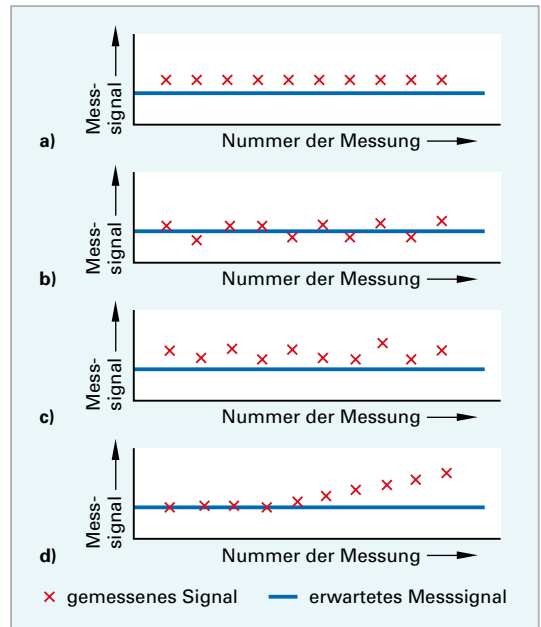 Mess-
signal
a)
Nummer der Messung
Mess-
signal
b)
Nummer der Messung
Mess-
signal
c)
Nummer der Messung
Mess-
signal
d)
Nummer der Messung
gemessenes Signal
erwartetes Messsignal